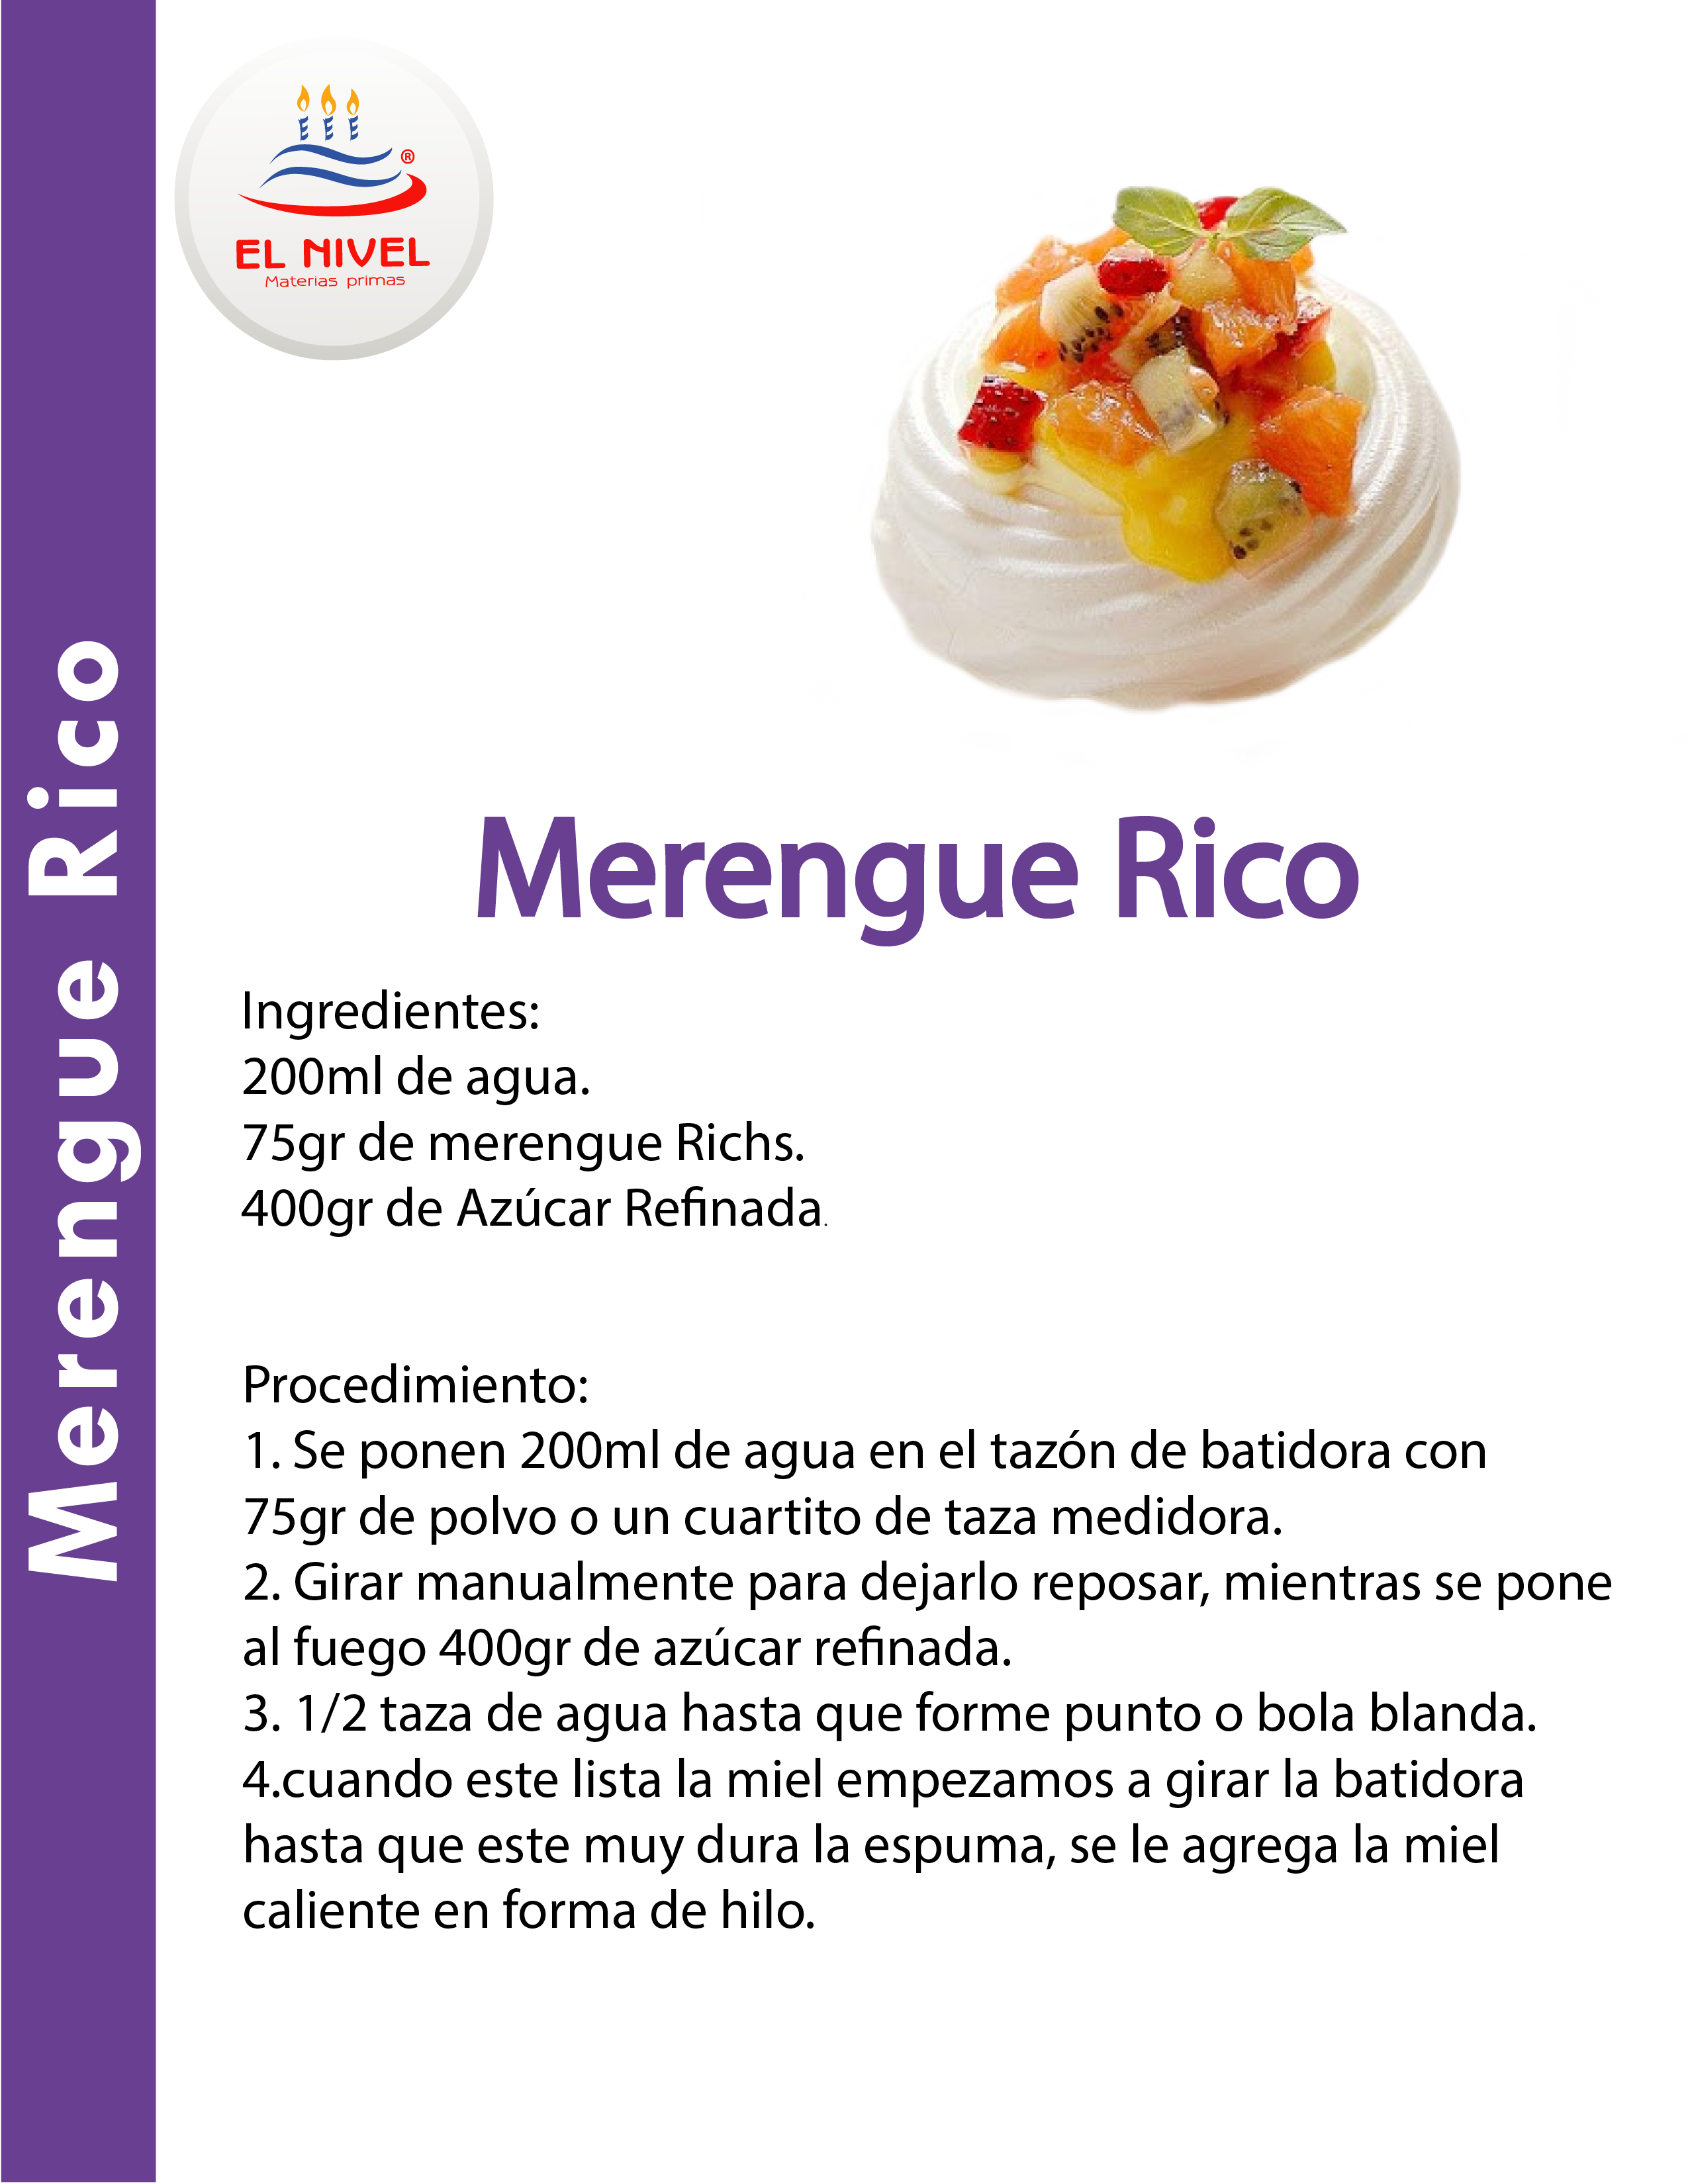 Merengue Rico
®
EL NIVEL
Materias primas
Merengue Rico
Ingredientes:
200ml de agua.
75gr de merengue Richs.
400gr de Azúcar Refinada.
Procedimiento:
1. Se ponen 200ml de agua en el tazón de batidora con
75gr de polvo o un cuartito de taza medidora.
2. Girar manualmente para dejarlo reposar, mientras se pone
al fuego 400gr de azúcar refinada.
3. 1/2 taza de agua hasta que forme punto o bola blanda.
4.cuando este lista la miel empezamos a girar la batidora
hasta que este muy dura la espuma, se le agrega la miel
caliente en forma de hilo.